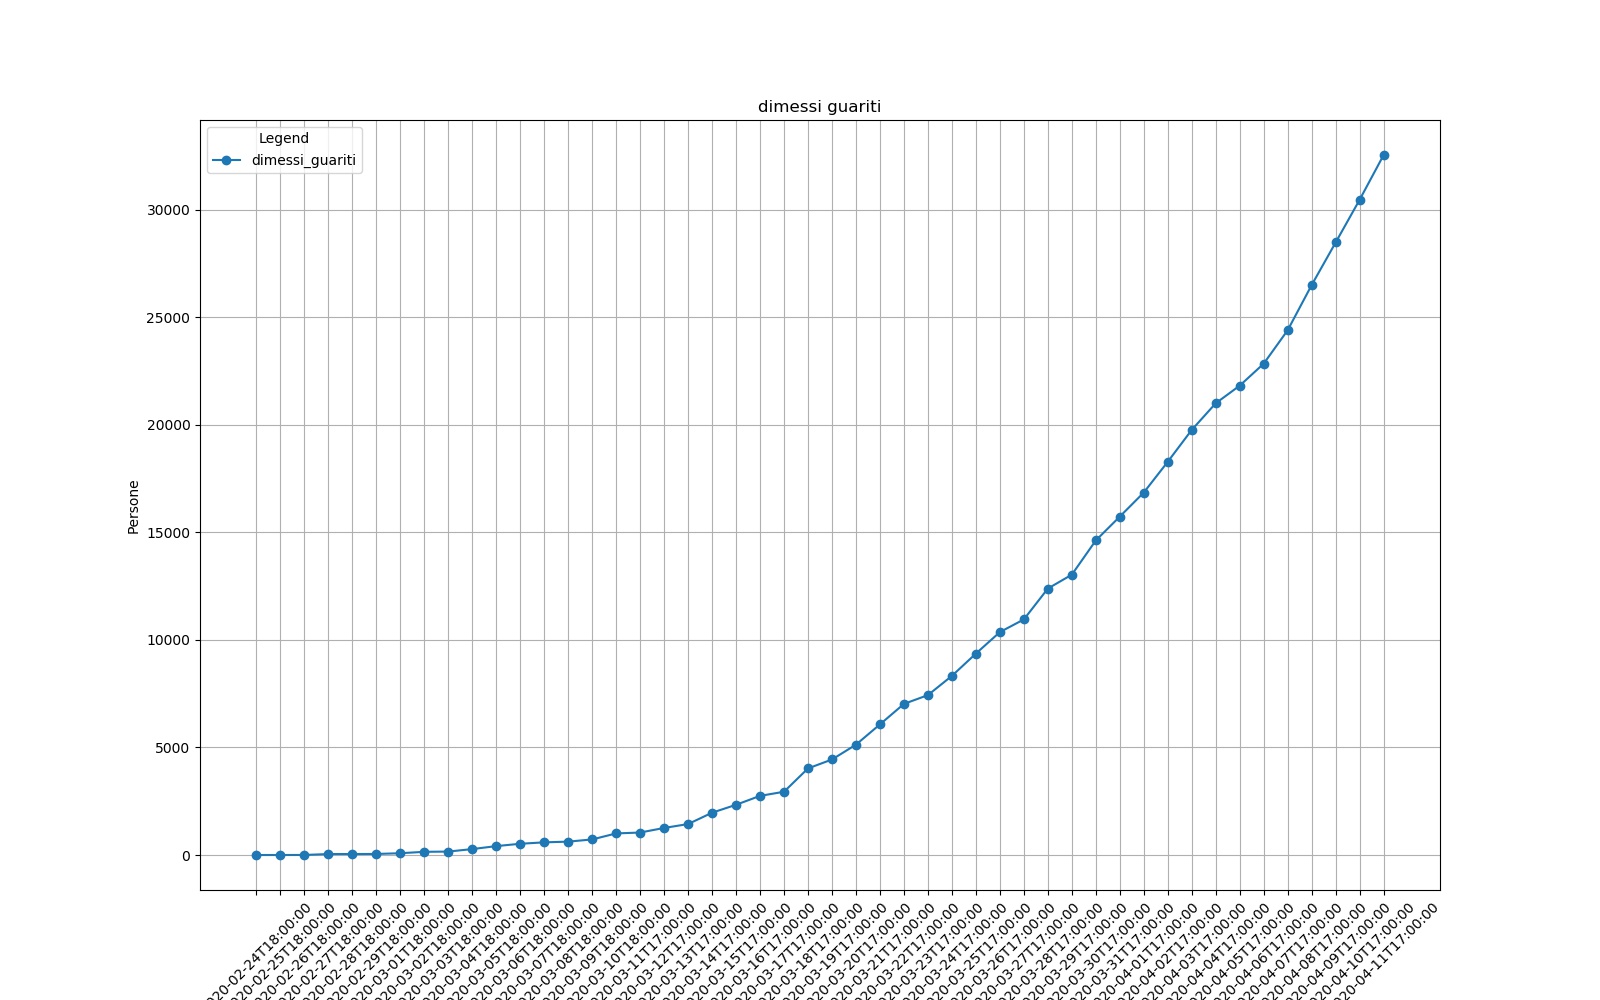 dimessi guariti
Legend
dimessi_guariti
Persone
30000
25000
20000
15000
10000
5000
0
020-02-24T18:00:00
020-02-25T18:00:00
020-02-26T18:00:00
020-02-27T18:00:00
020-02-28T18:00:00
020-02-29T18:00:00
020-03-01T18:00:00
020-03-02T18:00:00
020-03-03T18:00:00
020-03-04T18:00:00
020-03-05T18:00:00
020-03-06T18:00:00
020-03-07T18:00:00
020-03-08T18:00:00
020-03-09T18:00:00
020-03-10T18:00:00
020-03-11T17:00:00
020-03-12T17:00:00
020-03-13T17:00:00
020-03-14T17:00:00
020-03-15T17:00:00
020-03-16T17:00:00
020-03-17T17:00:00
020-03-18T17:00:00
020-03-19T17:00:00
020-03-20T17:00:00
020-03-21T17:00:00
020-03-22T17:00:00
020-03-23T17:00:00
020-03-24T17:00:00
020-03-25T17:00:00
020-03-26T17:00:00
020-03-27T17:00:00
020-03-28T17:00:00
020-03-29T17:00:00
020-03-30T17:00:00
020-03-31T17:00:00
020-04-01T17:00:00
020-04-02T17:00:00
020-04-03T17:00:00
020-04-04T17:00:00
020-04-05T17:00:00
020-04-06T17:00:00
020-04-07T17:00:00
020-04-08T17:00:00
020-04-09T17:00:00
020-04-10T17:00:00
020-04-11T17:00:00